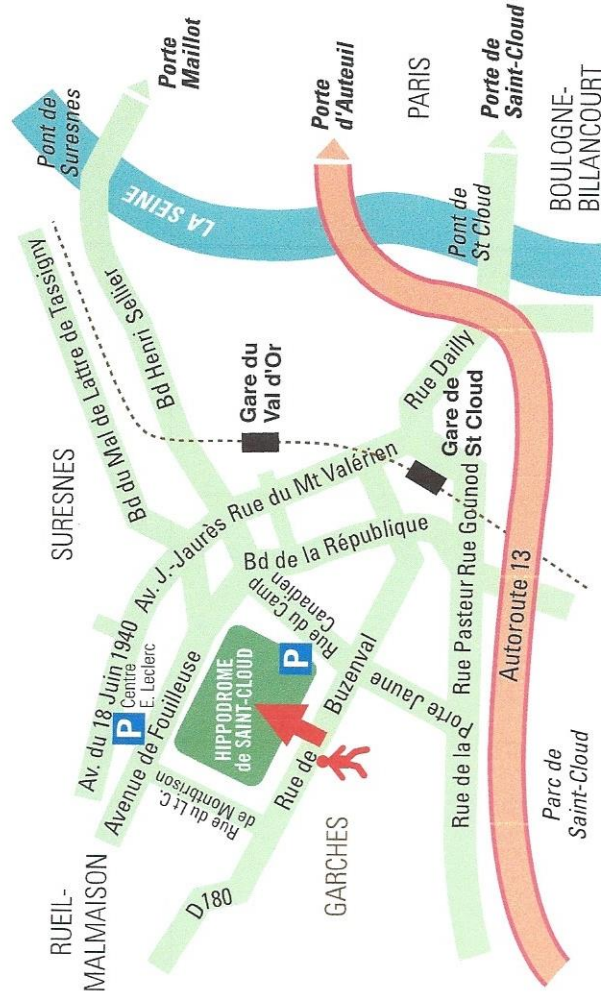 RUEIL-
MALMAISON
SURESNES
Pont de
Suresnes
Porte
Maillot
LA SEINE
Bd du Mal de Lattre de Tassigny
Bd Henri Sellier
Av. du 18 Juin 1940
Av. J.-Jaurès
Rue du Mt Valérien
P
Centre
E. Leclerc
Avenue de Fouilleuse
Gare du
Val d'Or
Porte
d'Auteuil
HIPPODROME
de SAINT-CLOUD
P
Rue du Lt C.
de Montbrison
Bd de la République
Rue du Camp
Canadien
Rue de Buzenval
D180
GARCHES
Rue Dailly
Gare de
St Cloud
Pont de
St Cloud
PARIS
Porte de
Saint-Cloud
Rue de la Porte Jaune
Rue Pasteur
Rue Gounod
Autoroute 13
Parc de
Saint-Cloud
BOULOGNE-
BILLANCOURT